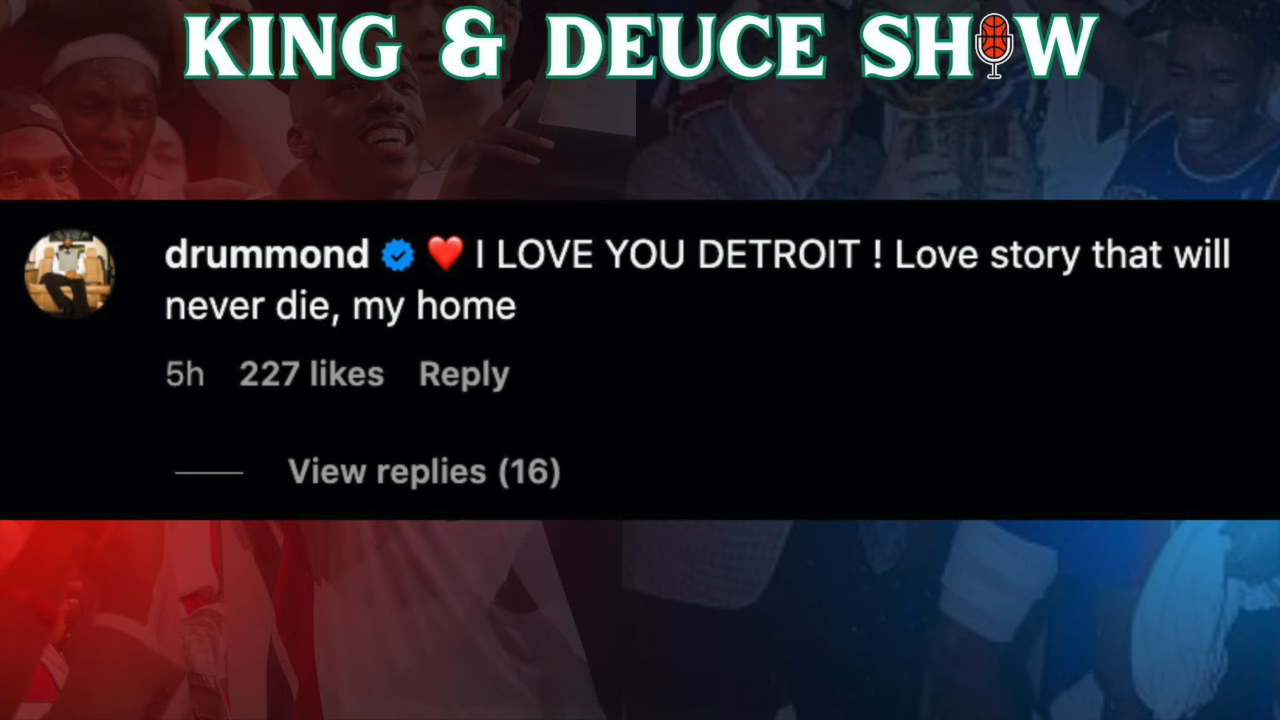 KING & DEUCE SHOW
drummond ❤️ I LOVE YOU DETROIT ! Love story that will
never die, my home
5h 227 likes Reply
View replies (16)